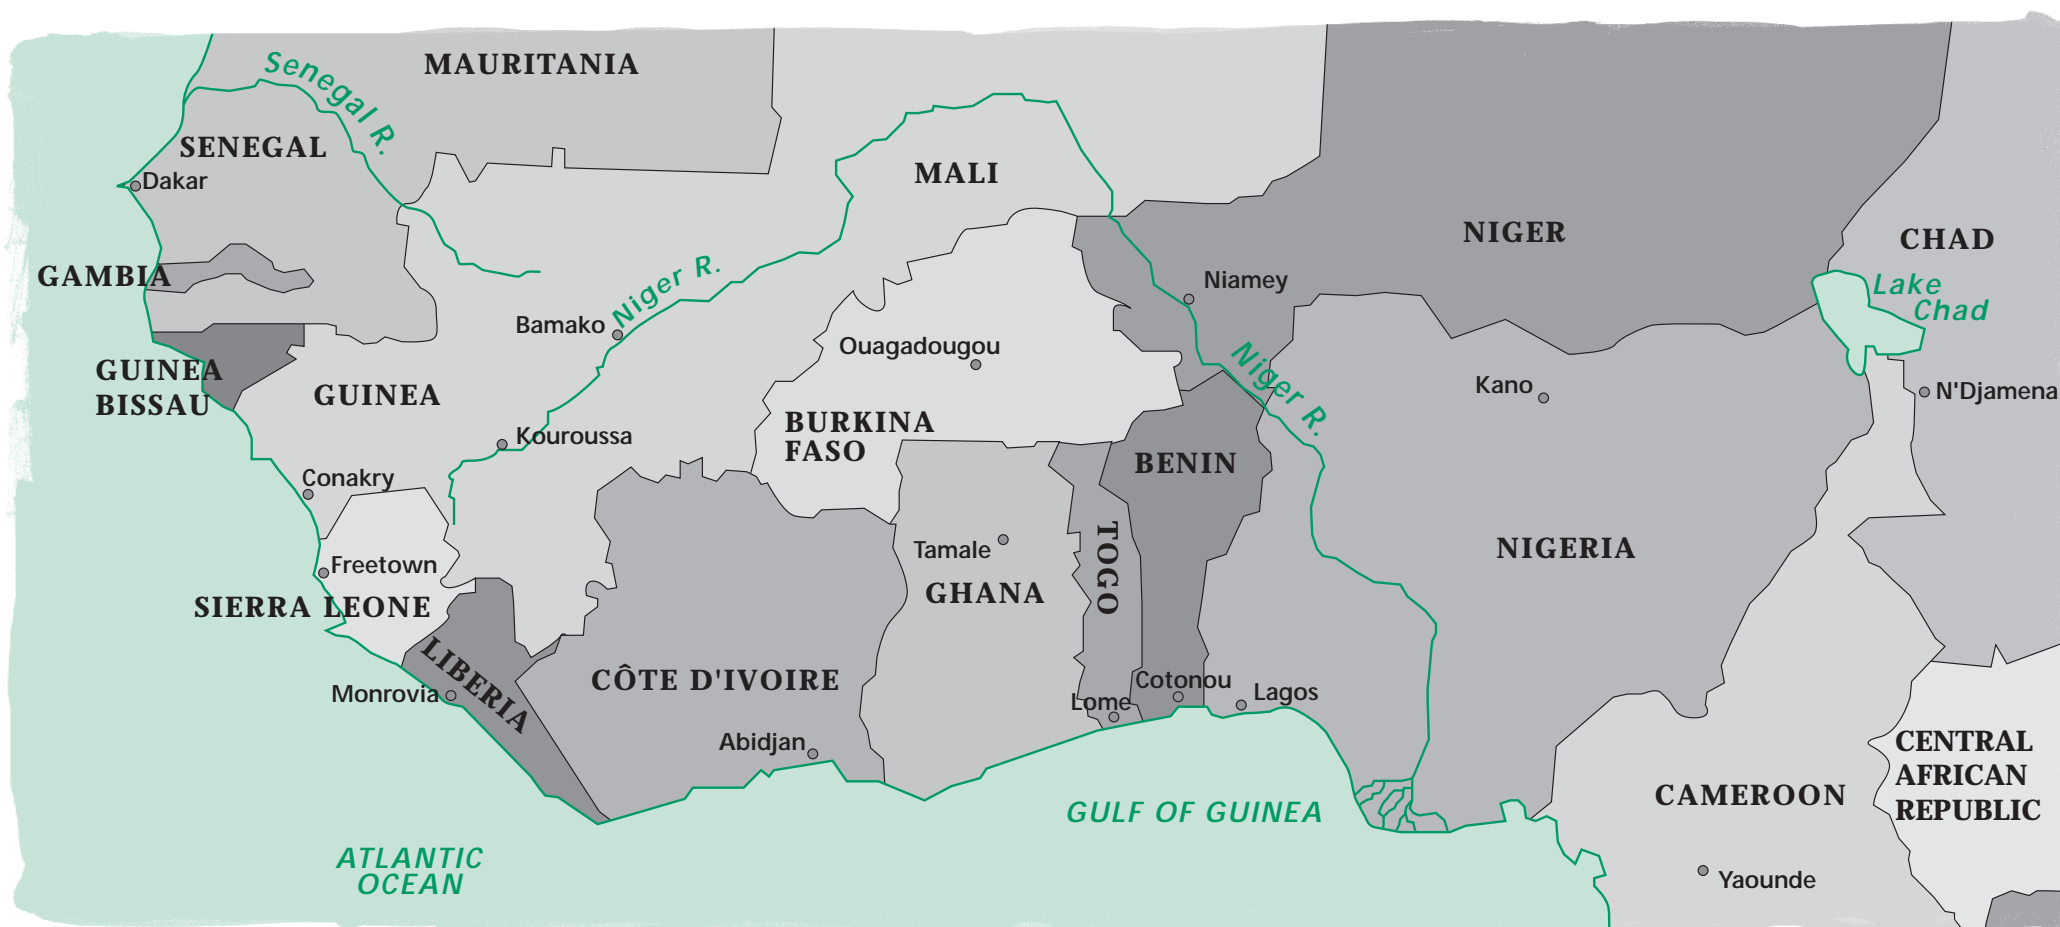 MAURITANIA
Senegal R.
SENEGAL
Dakar
MALI
NIGER
CHAD
GAMBIA
Niger R.
Bamako
Niamey
Lake
Chad
Ouagadougou
Niger R.
GUINEA
BISSAU
GUINEA
Kano
N'Djamena
BURKINA
FASO
Kouroussa
BENIN
Conakry
TOGO
Tamale
NIGERIA
Freetown
GHANA
SIERRA LEONE
LIBERIA
CÔTE D'IVOIRE
Monrovia
Cotonou
Lome
Lagos
Abidjan
CENTRAL
AFRICAN
REPUBLIC
CAMEROON
GULF OF GUINEA
ATLANTIC
OCEAN
Yaounde